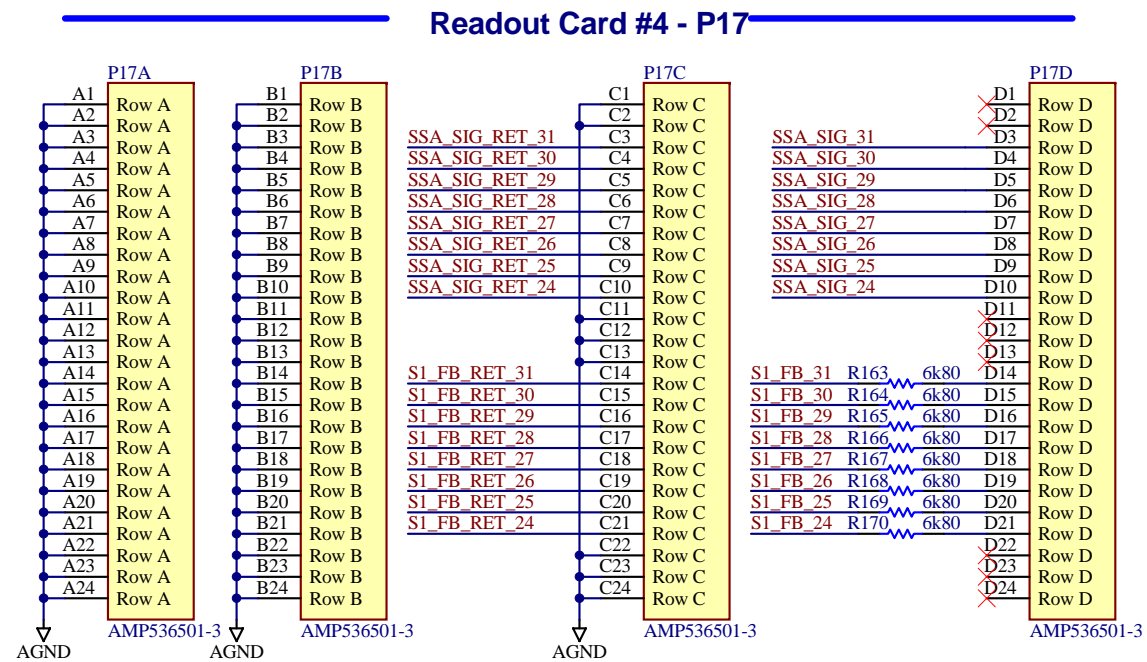 Readout Card #4 - P17
P17A P17B P17C P17D
A1 Row A B1 Row B C1 Row C D1 Row D
A2 Row A B2 Row B C2 Row C D2 Row D
A3 Row A B3 Row B SSA_SIG_RET_31 C3 Row C SSA_SIG_31 D3 Row D
A4 Row A B4 Row B SSA_SIG_RET_30 C4 Row C SSA_SIG_30 D4 Row D
A5 Row A B5 Row B SSA_SIG_RET_29 C5 Row C SSA_SIG_29 D5 Row D
A6 Row A B6 Row B SSA_SIG_RET_28 C6 Row C SSA_SIG_28 D6 Row D
A7 Row A B7 Row B SSA_SIG_RET_27 C7 Row C SSA_SIG_27 D7 Row D
A8 Row A B8 Row B SSA_SIG_RET_26 C8 Row C SSA_SIG_26 D8 Row D
A9 Row A B9 Row B SSA_SIG_RET_25 C9 Row C SSA_SIG_25 D9 Row D
A10 Row A B10 Row B SSA_SIG_RET_24 C10 Row C SSA_SIG_24 D10 Row D
A11 Row A B11 Row B C11 Row C D11 Row D
A12 Row A B12 Row B C12 Row C D12 Row D
A13 Row A B13 Row B C13 Row C D13 Row D
A14 Row A B14 Row B S1_FB_RET_31 C14 Row C S1_FB_31 R163 6k80 D14 Row D
A15 Row A B15 Row B S1_FB_RET_30 C15 Row C S1_FB_30 R164 6k80 D15 Row D
A16 Row A B16 Row B S1_FB_RET_29 C16 Row C S1_FB_29 R165 6k80 D16 Row D
A17 Row A B17 Row B S1_FB_RET_28 C17 Row C S1_FB_28 R166 6k80 D17 Row D
A18 Row A B18 Row B S1_FB_RET_27 C18 Row C S1_FB_27 R167 6k80 D18 Row D
A19 Row A B19 Row B S1_FB_RET_26 C19 Row C S1_FB_26 R168 6k80 D19 Row D
A20 Row A B20 Row B S1_FB_RET_25 C20 Row C S1_FB_25 R169 6k80 D20 Row D
A21 Row A B21 Row B S1_FB_RET_24 C21 Row C S1_FB_24 R170 6k80 D21 Row D
A22 Row A B22 Row B C22 Row C D22 Row D
A23 Row A B23 Row B C23 Row C D23 Row D
A24 Row A B24 Row B C24 Row C D24 Row D
AMP536501-3 AMP536501-3 AMP536501-3 AMP536501-3
AGND AGND AGND